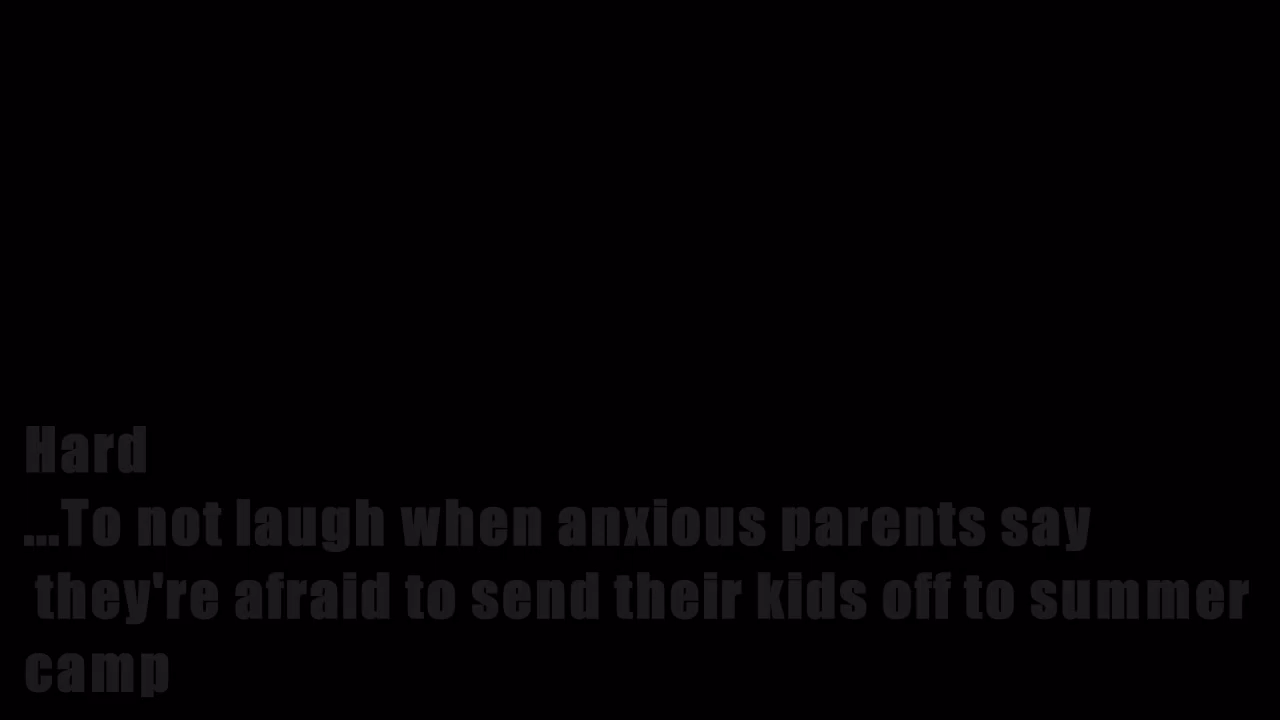 Hard
...To not laugh when anxious parents say
they're afraid to send their kids off to summer
camp